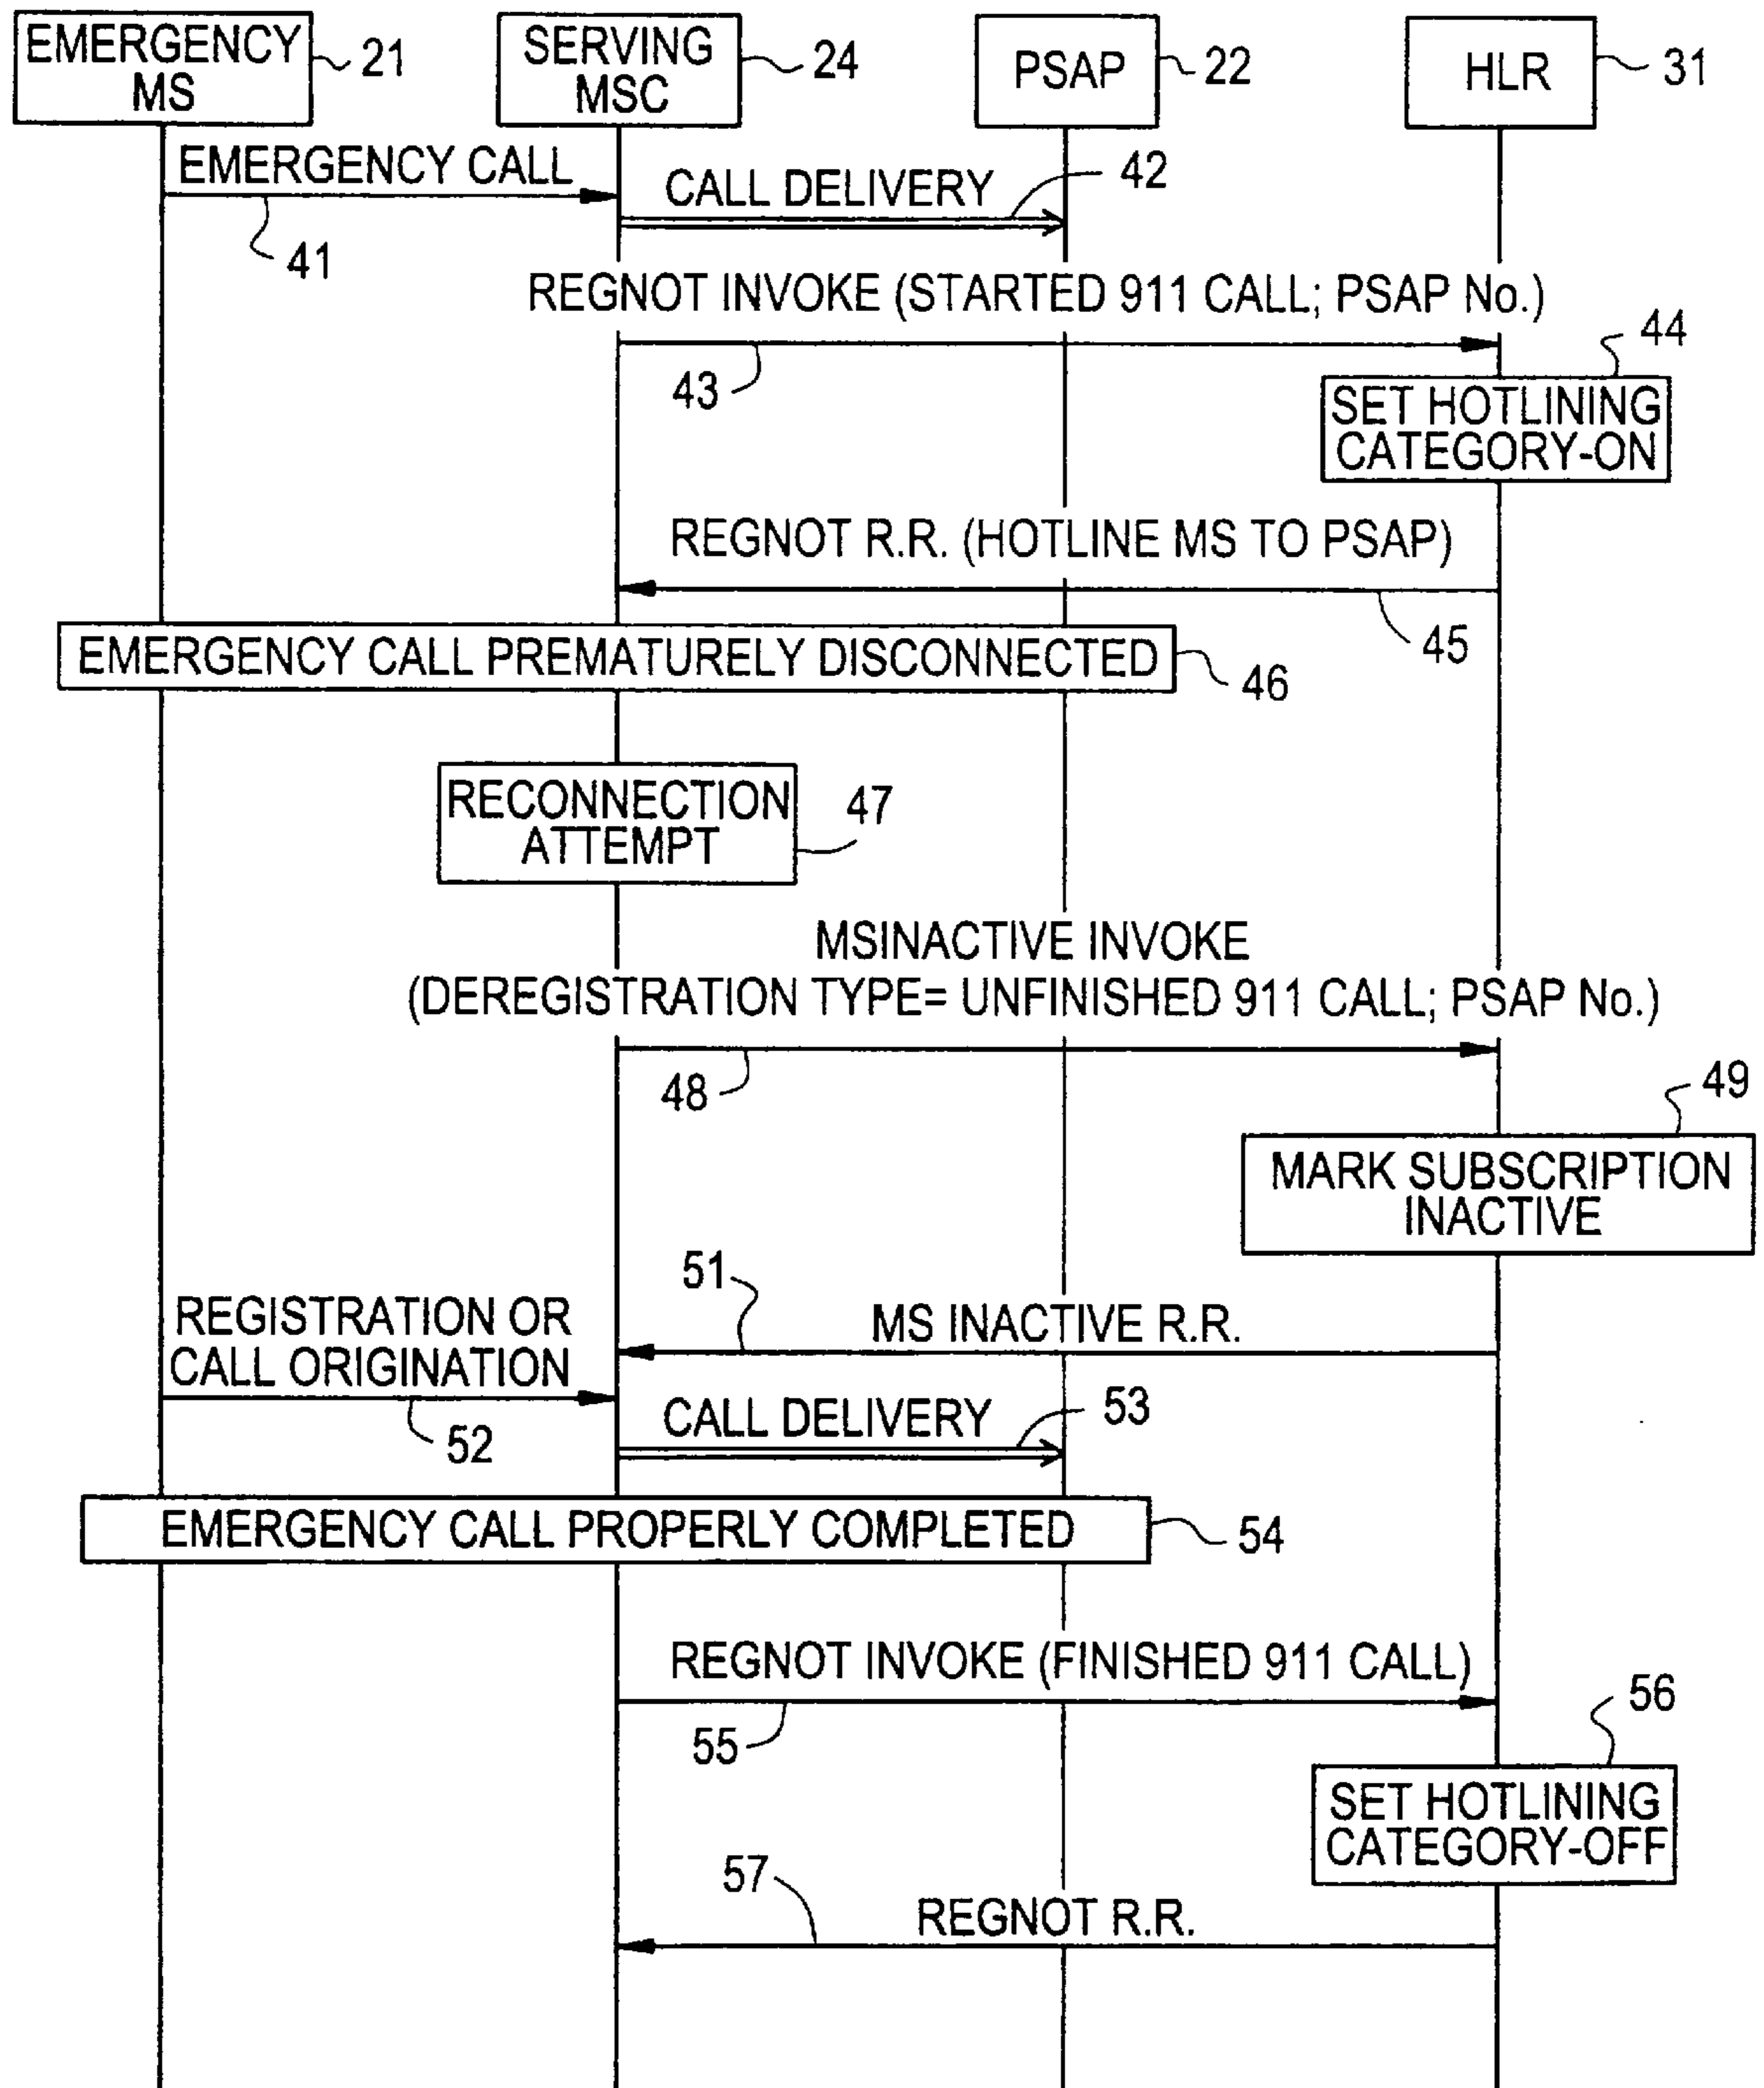 EMERGENCY
MS
21
SERVING
MSC
24
PSAP
22
HLR
31
EMERGENCY CALL
41
CALL DELIVERY
42
REGNOT INVOKE (STARTED 911 CALL; PSAP No.)
43
44
SET HOTLINING
CATEGORY-ON
REGNOT R.R. (HOTLINE MS TO PSAP)
45
EMERGENCY CALL PREMATURELY DISCONNECTED
46
RECONNECTION
ATTEMPT
47
MSINACTIVE INVOKE
(DEREGISTRATION TYPE= UNFINISHED 911 CALL; PSAP No.)
48
49
MARK SUBSCRIPTION
INACTIVE
51
MS INACTIVE R.R.
REGISTRATION OR
CALL ORIGINATION
52
CALL DELIVERY
53
EMERGENCY CALL PROPERLY COMPLETED
54
REGNOT INVOKE (FINISHED 911 CALL)
55
56
SET HOTLINING
CATEGORY-OFF
57
REGNOT R.R.